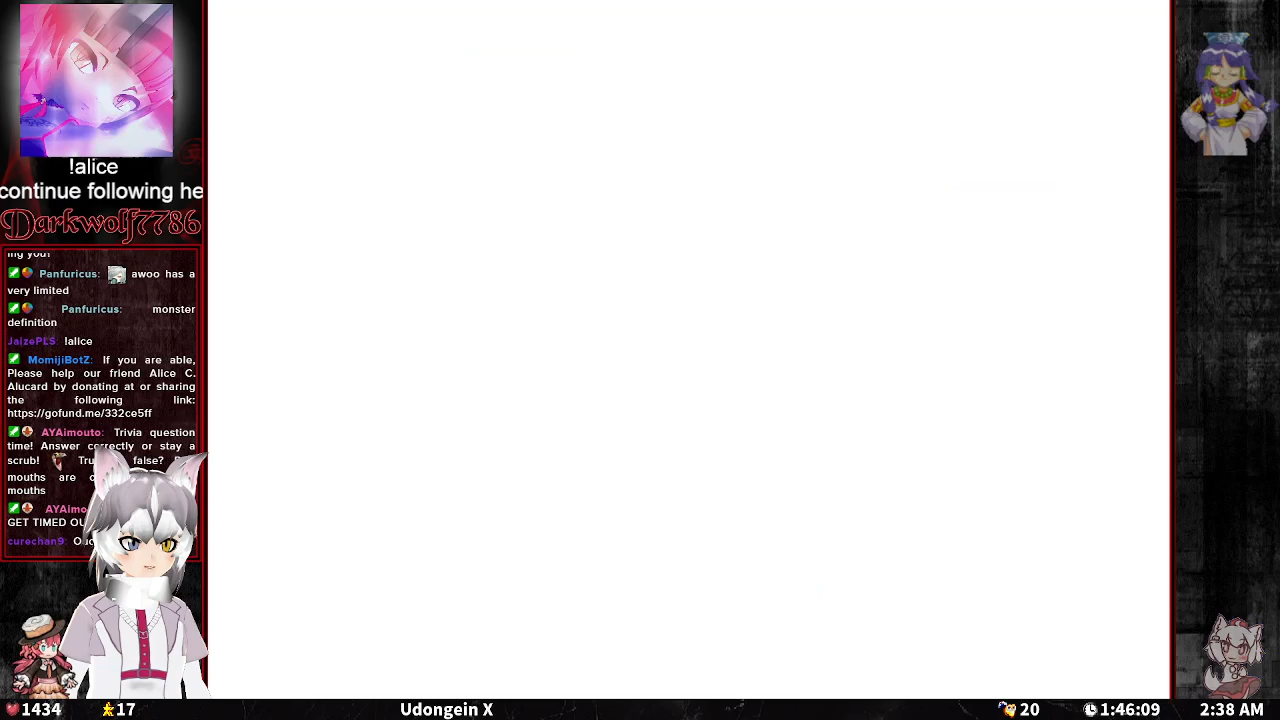 !alice
continue following he
Darkwolf7786
ing you!
Panfuricus: awoo has a
very limited
Panfuricus: monster
definition
JajzePLS: !alice
MomijiBotZ: If you are able,
Please help our friend Alice C.
Alucard by donating at or sharing
the following link:
https://gofund.me/332ce5ff
AYAimouto: Trivia question
time! Answer correctly or stay a
scrub! false?
mouths are
mouths
GET TIMED
curechan9:
1434
17
Udongein X
20
1:46:09
2:38 AM